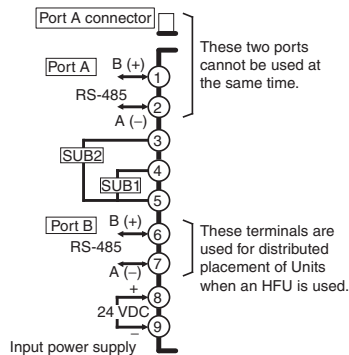 Port A connector
These two ports
cannot be used at
the same time.
Port A
B (+)
1
RS-485
2
A (−)
3
SUB2
4
SUB1
5
Port B
B (+)
6
RS-485
A (−)
7
These terminals are
used for distributed
placement of Units
when an HFU is used.
+
8
24 VDC
−
9
Input power supply